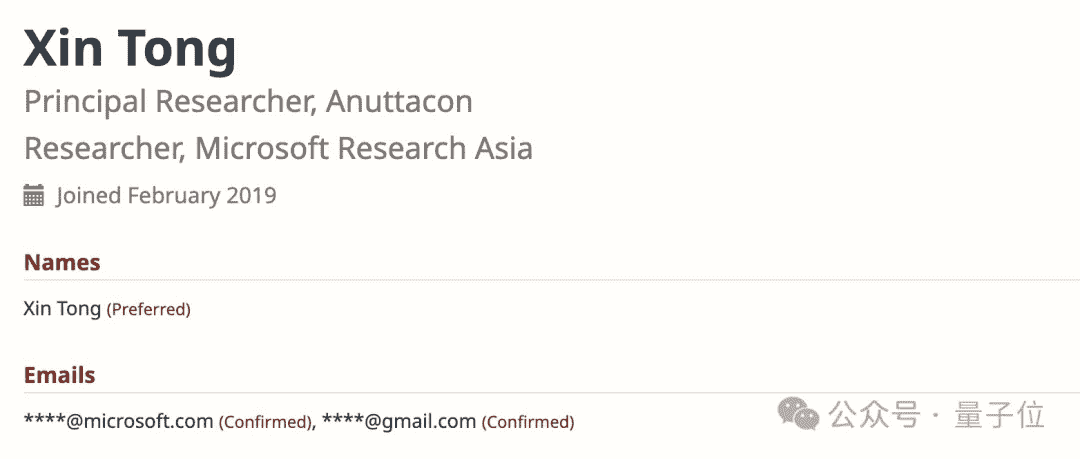 Xin Tong
Principal Researcher, Anuttacon
Researcher, Microsoft Research Asia
Joined February 2019
Names
Xin Tong (Preferred)
Emails
****@microsoft.com (Confirmed), ****@gmail.com (Confirmed)
公众号 · 量子位